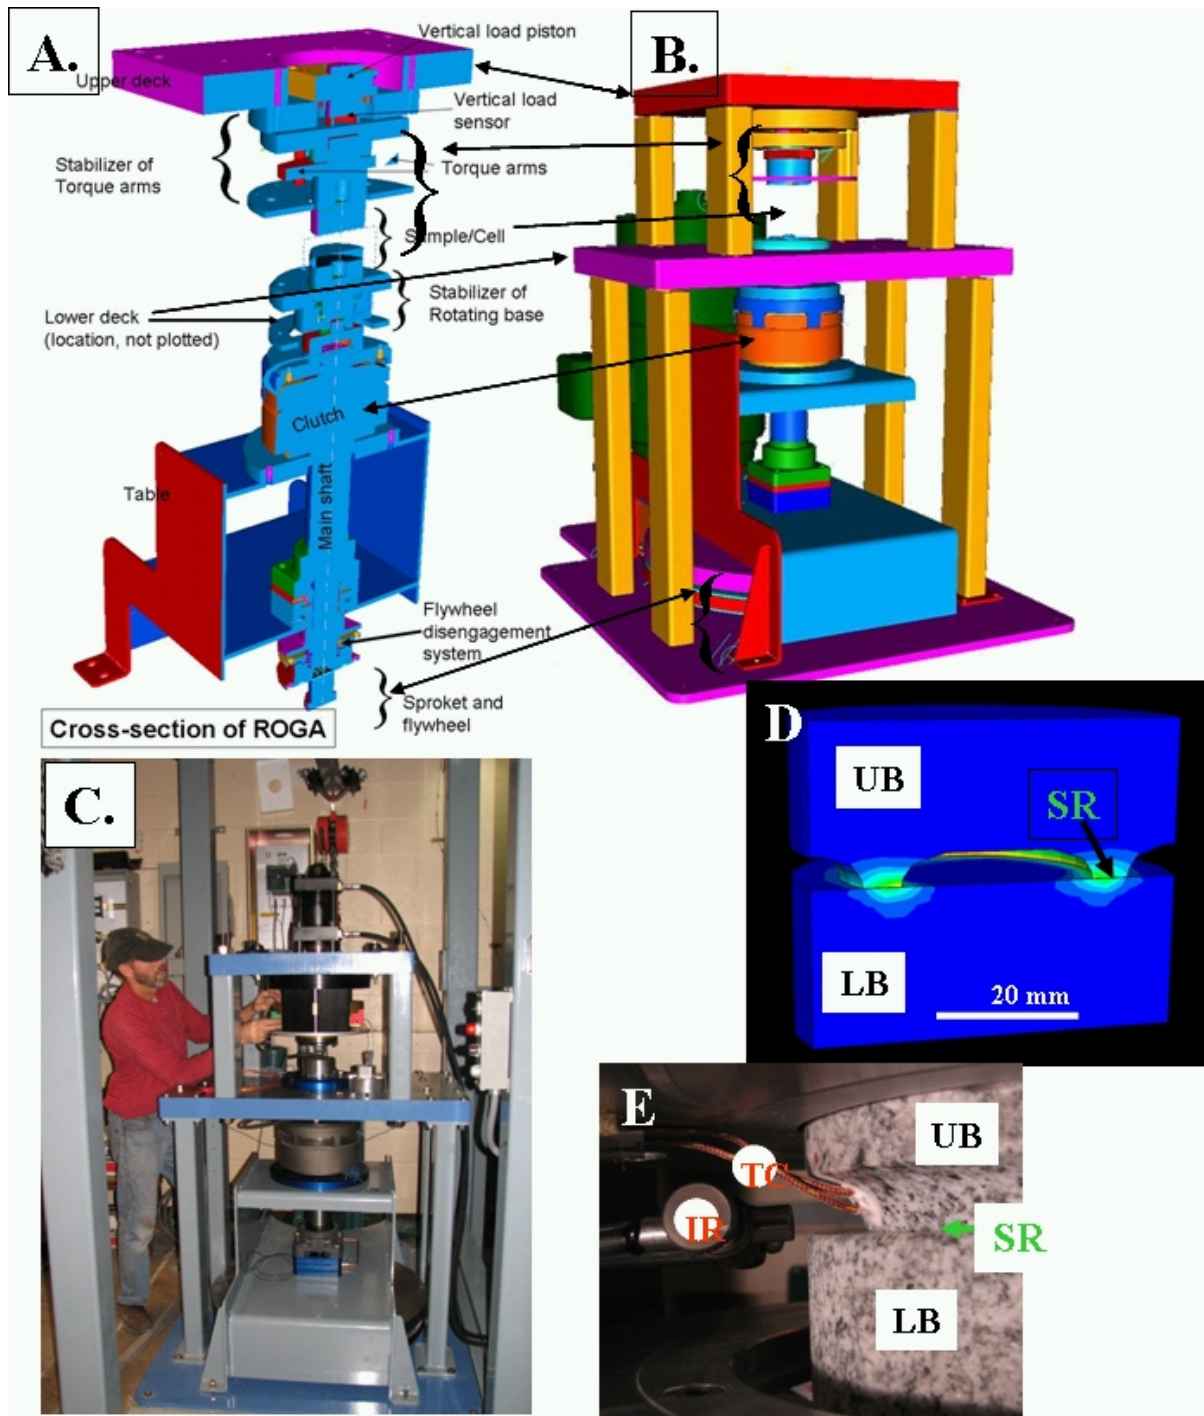 A.
Vertical load piston
B.
Upper deck
Vertical load
sensor
Stabilizer of
Torque arms
Torque arms
Sample/Cell
Stabilizer of
Rotating base
Lower deck
(location, not plotted)
Clutch
Table
Main shaft
Flywheel
disengagement
system
Sproket and
flywheel
Cross-section of ROGA
C.
D
UB
SR
LB
20 mm
E
UB
TC
IR
SR
LB